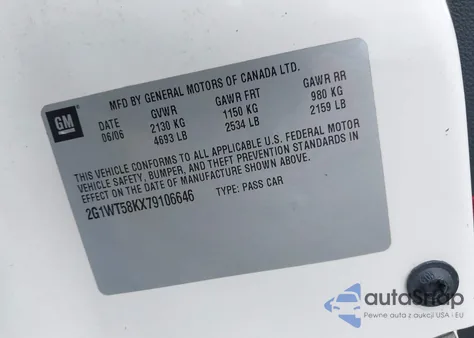 MFD BY GENERAL MOTORS OF CANADA LTD.
GM
DATE GVWR GAWR FRT GAWR RR
06/06 2130 KG 1150 KG 980 KG
4693 LB 2534 LB 2159 LB
THIS VEHICLE CONFORMS TO ALL APPLICABLE U.S. FEDERAL MOTOR
VEHICLE SAFETY, BUMPER, AND THEFT PREVENTION STANDARDS IN
EFFECT ON THE DATE OF MANUFACTURE SHOWN ABOVE.
2G1WT58KX79106646 TYPE: PASS CAR
autoSnap
Pewne auta z aukcji USA i EU